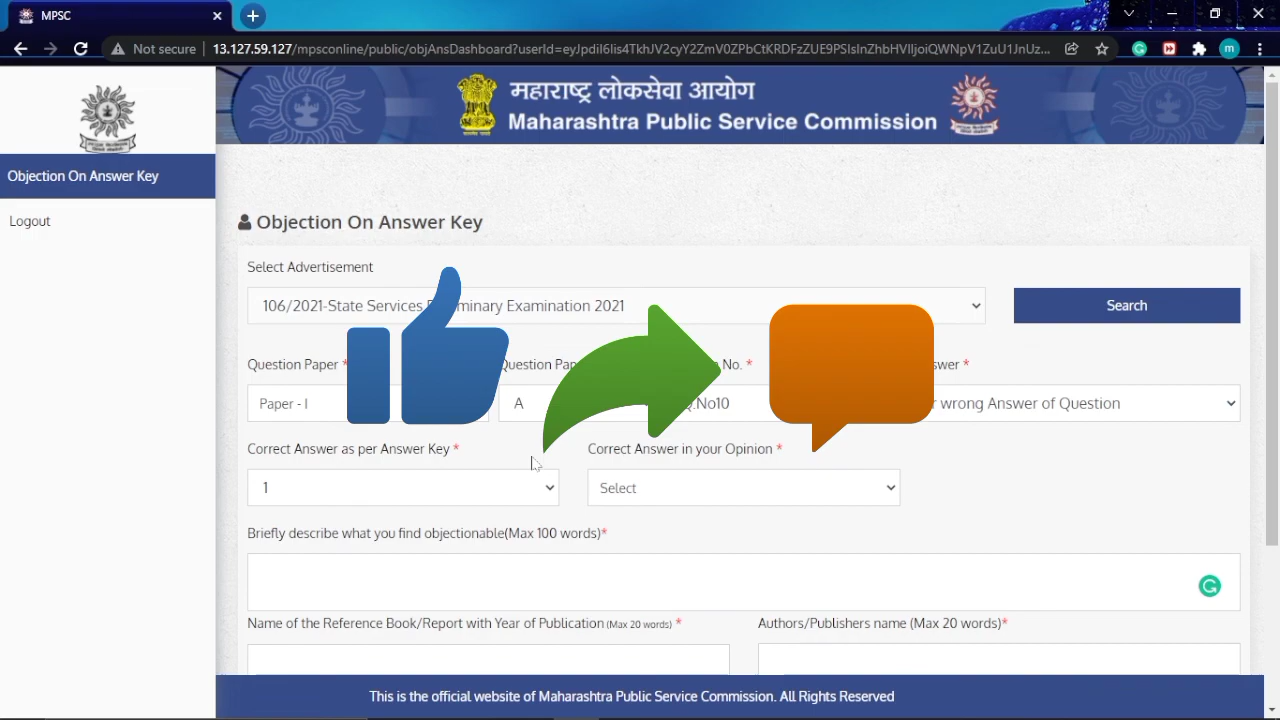 MPSC
Not secure
13.127.59.127/mpsconline/public/objAnsDashboard?userId=eyJpdiI6Iis4TkhJV2cyY2ZmV0ZPbCtKRDFzZUE9PSIsInZhbHVlIjoiQWNpV1ZuU1JnUz...
m
महाराष्ट्र लोकसेवा आयोग
Maharashtra Public Service Commission
Objection On Answer Key
Logout
Objection On Answer Key
Select Advertisement
106/2021-State Services Preliminary Examination 2021
Search
Question Paper *
Question Pap
No. *
swer *
Paper - I
A
Q.No10
r wrong Answer of Question
Correct Answer as per Answer Key *
Correct Answer in your Opinion *
1
Select
Briefly describe what you find objectionable(Max 100 words)*
Name of the Reference Book/Report with Year of Publication (Max 20 words) *
Authors/Publishers name (Max 20 words)*
This is the official website of Maharashtra Public Service Commission. All Rights Reserved